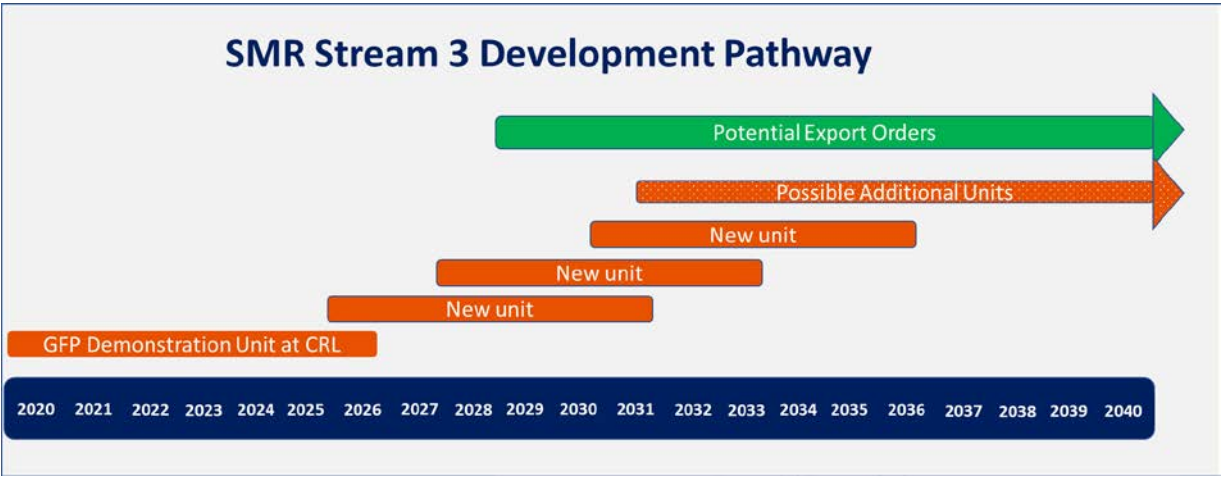 SMR Stream 3 Development Pathway
Potential Export Orders
Possible Additional Units
New unit
New unit
New unit
GFP Demonstration Unit at CRL
2020 2021 2022 2023 2024 2025 2026 2027 2028 2029 2030 2031 2032 2033 2034 2035 2036 2037 2038 2039 2040